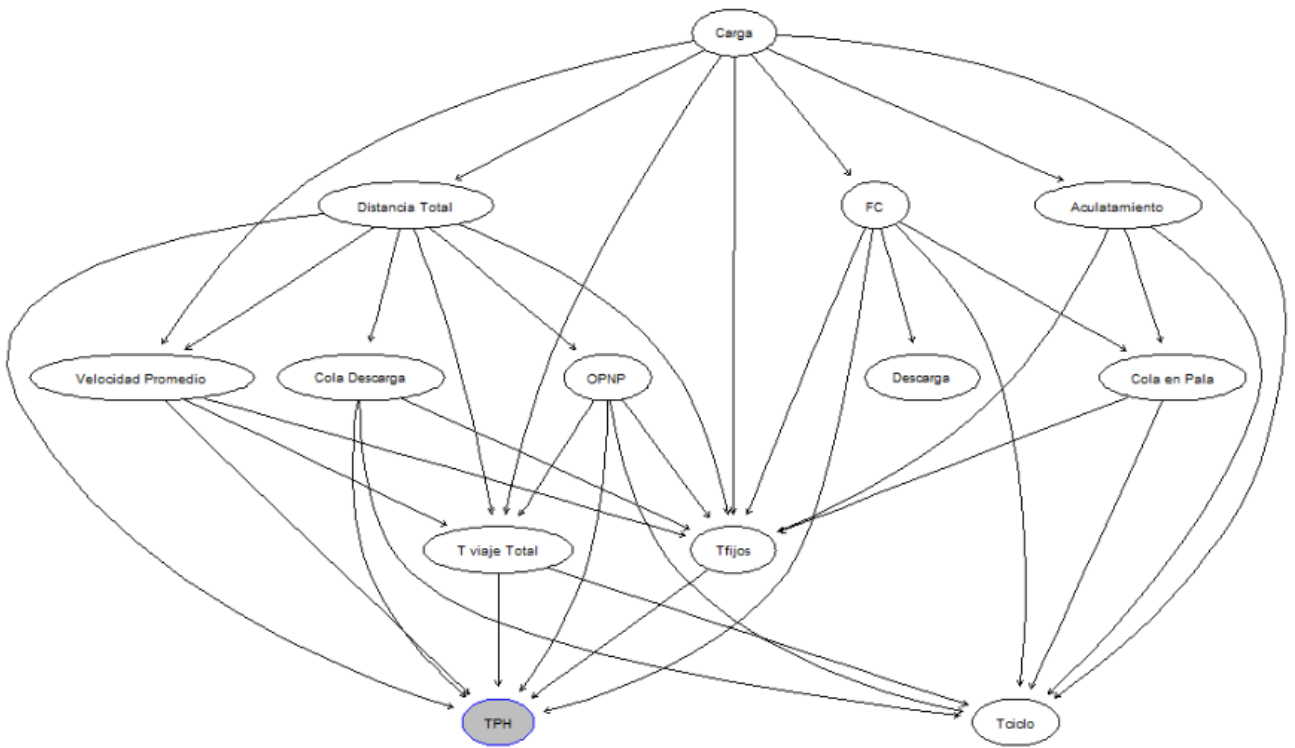 Carga
Distancia Total
FC
Aculatamiento
Velocidad Promedio
Cola Descarga
OPNP
Descarga
Cola en Pala
T viaje Total
Tfijos
TPH
Tciclo